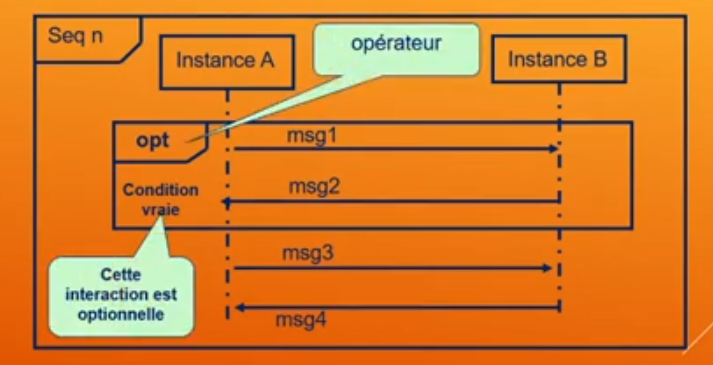 Seq n
Instance A
opérateur
Instance B
opt
msg1
Condition
vraie
msg2
Cette
interaction est
optionnelle
msg3
msg4